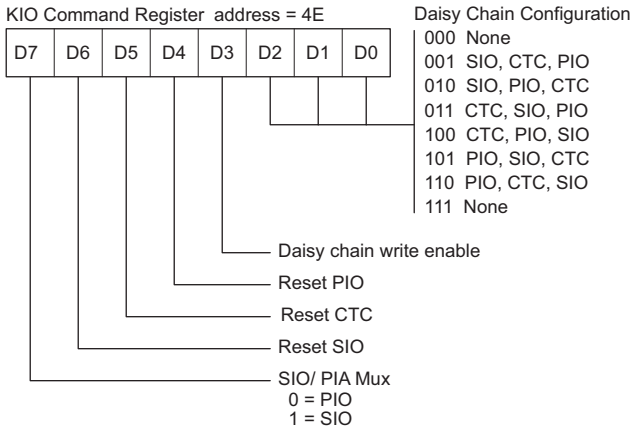 KIO Command Register address = 4E
D7 D6 D5 D4 D3 D2 D1 D0
Daisy Chain Configuration
000 None
001 SIO, CTC, PIO
010 SIO, PIO, CTC
011 CTC, SIO, PIO
100 CTC, PIO, SIO
101 PIO, SIO, CTC
110 PIO, CTC, SIO
111 None
Daisy chain write enable
Reset PIO
Reset CTC
Reset SIO
SIO/ PIA Mux
0 = PIO
1 = SIO